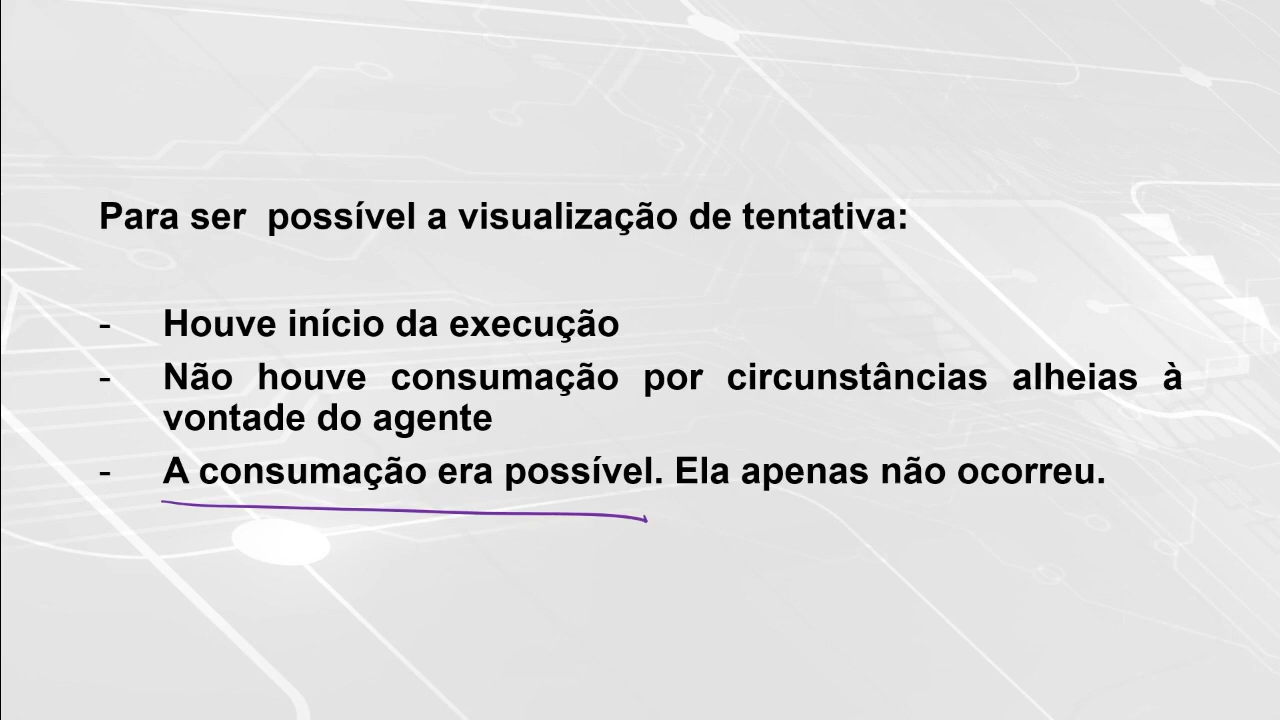 Para ser  possível a visualização de tentativa:
- Houve início da execução
- Não houve consumação por circunstâncias alheias à
vontade do agente
- A consumação era possível. Ela apenas não ocorreu.